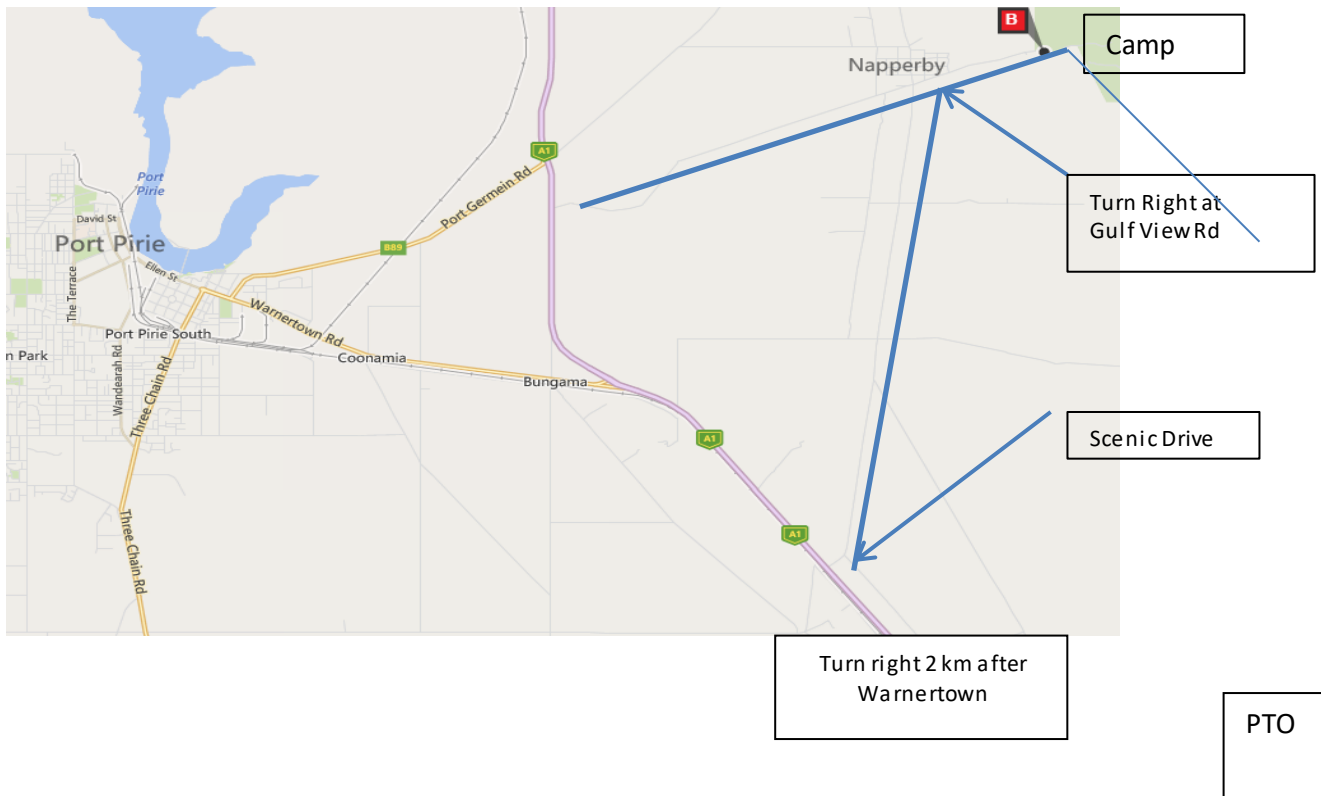 B
Camp
Napperby
A1
Port
Pirie
Port Germein Rd
Turn Right at
Gulf View Rd
David St
Port Pirie
B89
Ellen St
The Terrace
Warnertown Rd
Port Pirie South
n Park
Coonamia
Wandearah Rd
Three Chain Rd
Bungama
A1
Scenic Drive
Three Chain Rd
A1
Turn right 2 km after
Warnertown
PTO